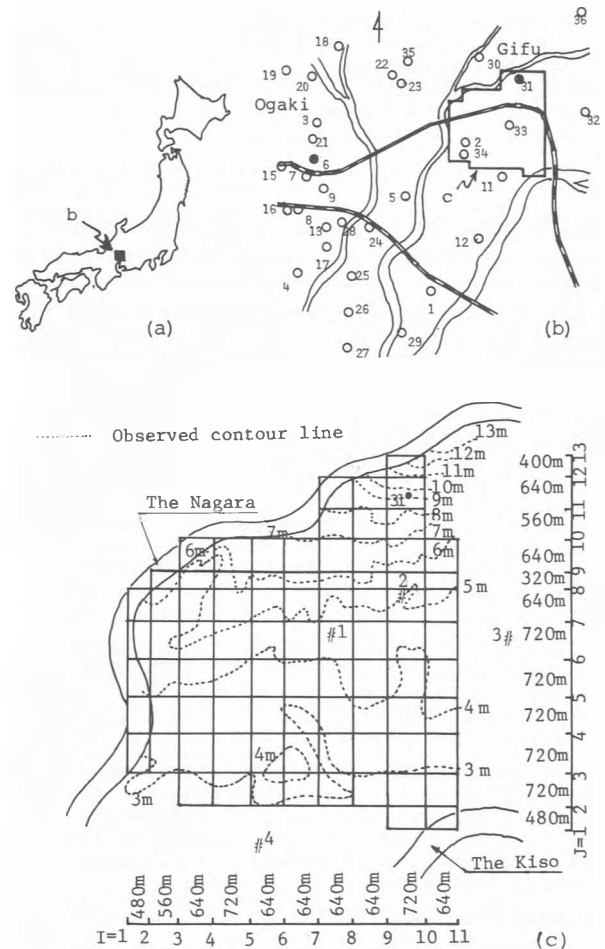 b
(a)
36
18
35
22
23
30
Gifu
31
19
20
Ogaki
3
21
6
15
7
9
16
8
13
28
24
17
4
25
26
27
5
C
2
34
33
32
11
12
1
29
(b)
Observed contour line
The Nagara
13m
12m
11m
10m
9m
8m
7m
6m
31
7m
6m
2
#
5m
#1
3#
4m
4m
3m
3m
#4
The Kiso
400m
640m
560m
640m
320m
640m
720m
720m
720m
720m
720m
480m
13
12
11
10
9
8
7
6
5
4
3
2
J=1
480m
560m
640m
720m
640m
640m
640m
640m
720m
640m
I=1 2 3 4 5 6 7 8 9 10 11
(c)